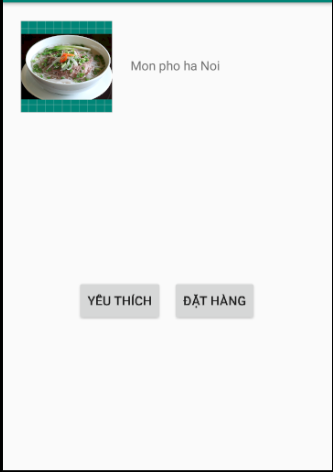 Mon pho ha Noi
YÊU THÍCH
ĐẶT HÀNG